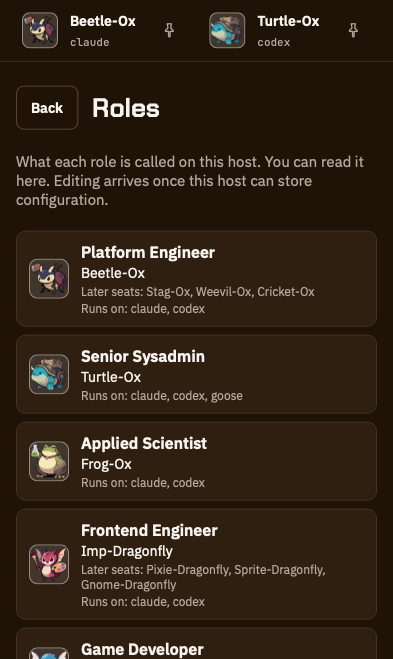 Beetle-Ox
claude
Turtle-Ox
codex
Back
Roles
What each role is called on this host. You can read it
here. Editing arrives once this host can store
configuration.
Platform Engineer
Beetle-Ox
Later seats: Stag-Ox, Weevil-Ox, Cricket-Ox
Runs on: claude, codex
Senior Sysadmin
Turtle-Ox
Runs on: claude, codex, goose
Applied Scientist
Frog-Ox
Runs on: claude, codex
Frontend Engineer
Imp-Dragonfly
Later seats: Pixie-Dragonfly, Sprite-Dragonfly,
Gnome-Dragonfly
Runs on: claude, codex
Game Developer